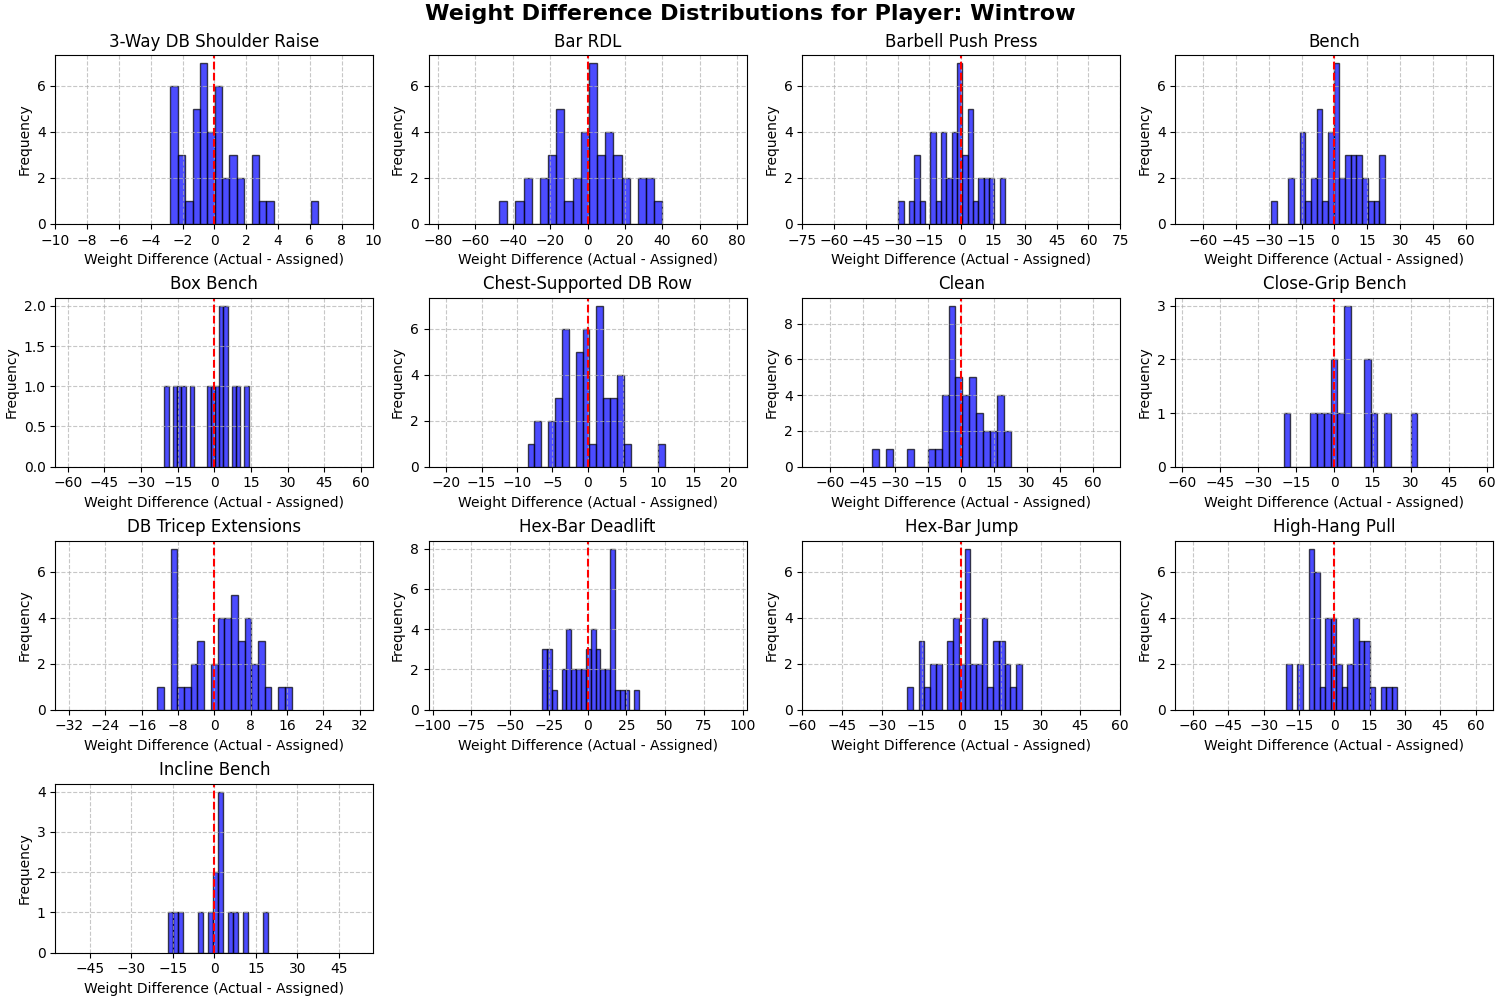 Weight Difference Distributions for Player: Wintrow
3-Way DB Shoulder Raise
Frequency
6
4
2
0
−10 −8 −6 −4 −2 0 2 4 6 8 10
Weight Difference (Actual - Assigned)
Bar RDL
Frequency
6
4
2
0
−80 −60 −40 −20 0 20 40 60 80
Weight Difference (Actual - Assigned)
Barbell Push Press
Frequency
6
4
2
0
−75 −60 −45 −30 −15 0 15 30 45 60 75
Weight Difference (Actual - Assigned)
Bench
Frequency
6
4
2
0
−60 −45 −30 −15 0 15 30 45 60
Weight Difference (Actual - Assigned)
Box Bench
Frequency
2.0
1.5
1.0
0.5
0.0
−60 −45 −30 −15 0 15 30 45 60
Weight Difference (Actual - Assigned)
Chest-Supported DB Row
Frequency
6
4
2
0
−20 −15 −10 −5 0 5 10 15 20
Weight Difference (Actual - Assigned)
Clean
Frequency
8
6
4
2
0
−60 −45 −30 −15 0 15 30 45 60
Weight Difference (Actual - Assigned)
Close-Grip Bench
Frequency
3
2
1
0
−60 −45 −30 −15 0 15 30 45 60
Weight Difference (Actual - Assigned)
DB Tricep Extensions
Frequency
6
4
2
0
−32 −24 −16 −8 0 8 16 24 32
Weight Difference (Actual - Assigned)
Hex-Bar Deadlift
Frequency
8
6
4
2
0
−100 −75 −50 −25 0 25 50 75 100
Weight Difference (Actual - Assigned)
Hex-Bar Jump
Frequency
6
4
2
0
−60 −45 −30 −15 0 15 30 45 60
Weight Difference (Actual - Assigned)
High-Hang Pull
Frequency
6
4
2
0
−60 −45 −30 −15 0 15 30 45 60
Weight Difference (Actual - Assigned)
Incline Bench
Frequency
4
3
2
1
0
−45 −30 −15 0 15 30 45
Weight Difference (Actual - Assigned)